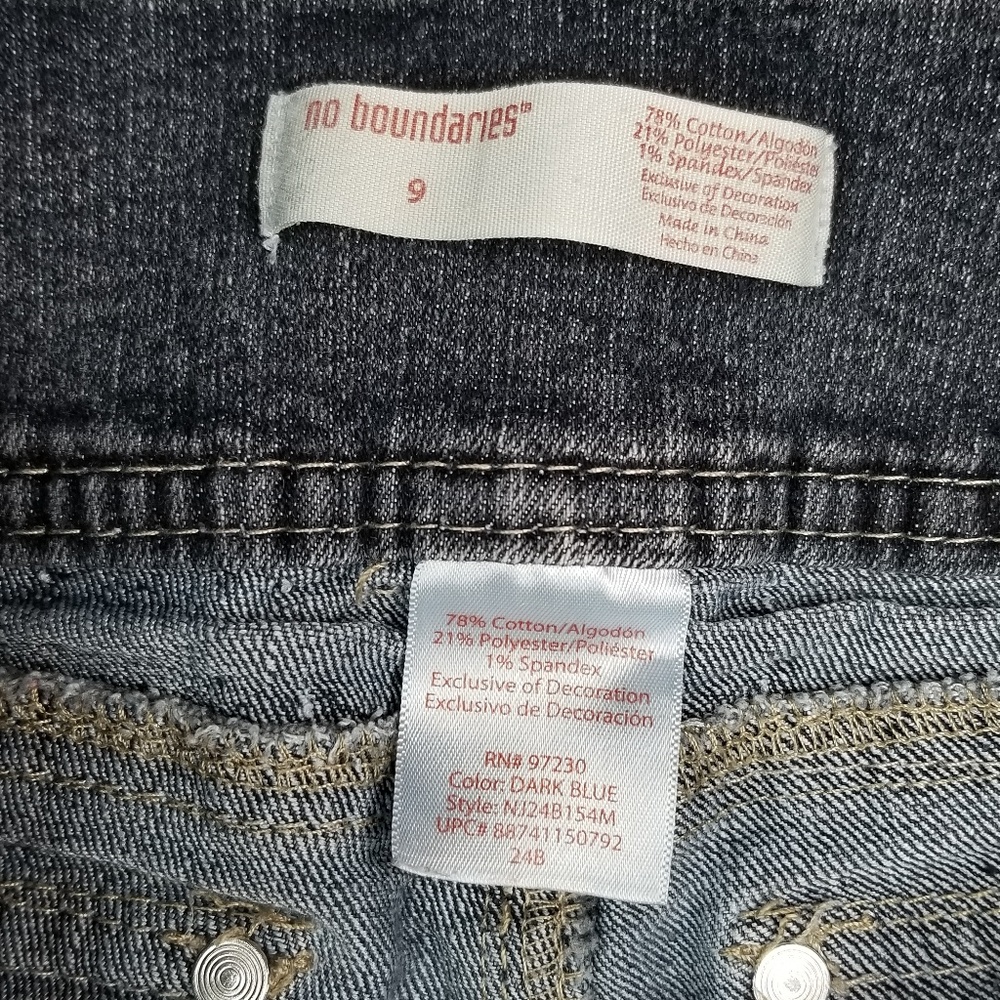 no boundaries™
9
78% Cotton/Algodón
21% Polyester/Poliéster
1% Spandex/Spandex
Exclusive of Decoration
Exclusivo de Decoración
Made in China
Hecho en China
78% Cotton/Algodón
21% Polyester/Poliéster
1% Spandex
Exclusive of Decoration
Exclusivo de Decoración
RN# 97230
Color: DARK BLUE
Style: NJ24B154M
UPC# 88741150792
24B